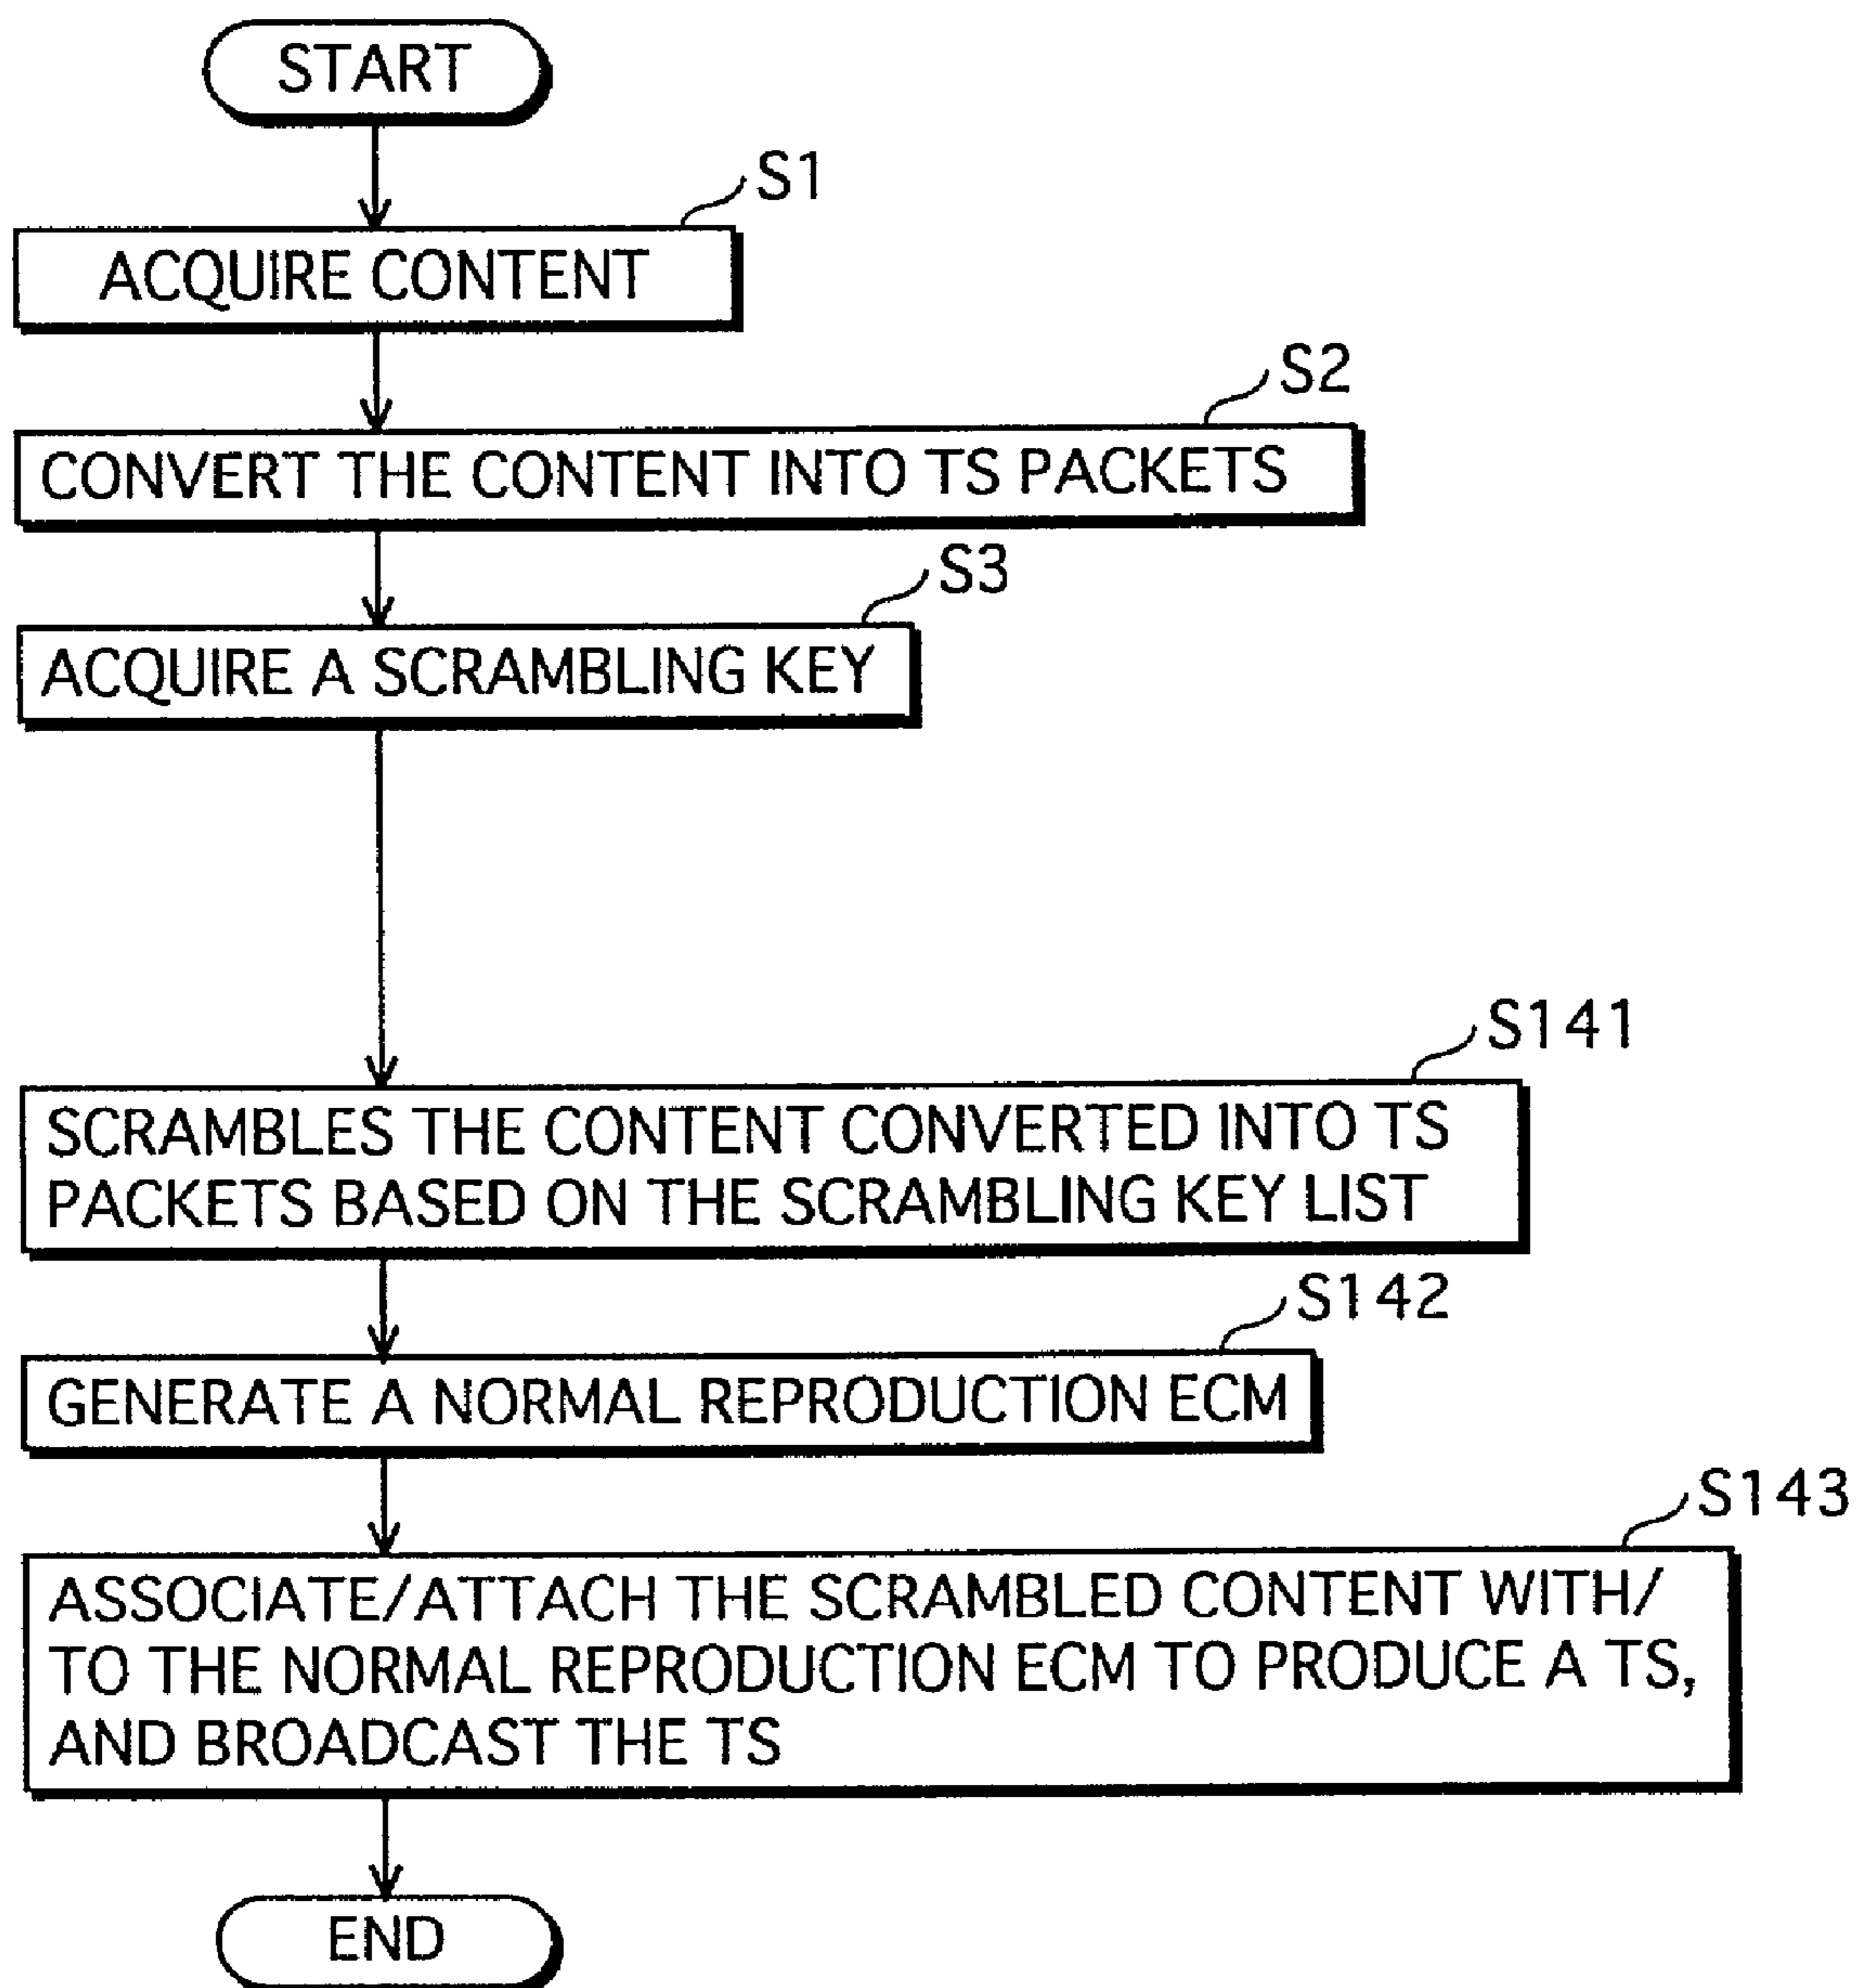 START
S1
ACQUIRE CONTENT
S2
CONVERT THE CONTENT INTO TS PACKETS
S3
ACQUIRE A SCRAMBLING KEY
S141
SCRAMBLES THE CONTENT CONVERTED INTO TS
PACKETS BASED ON THE SCRAMBLING KEY LIST
S142
GENERATE A NORMAL REPRODUCTION ECM
S143
ASSOCIATE/ATTACH THE SCRAMBLED CONTENT WITH/
TO THE NORMAL REPRODUCTION ECM TO PRODUCE A TS,
AND BROADCAST THE TS
END